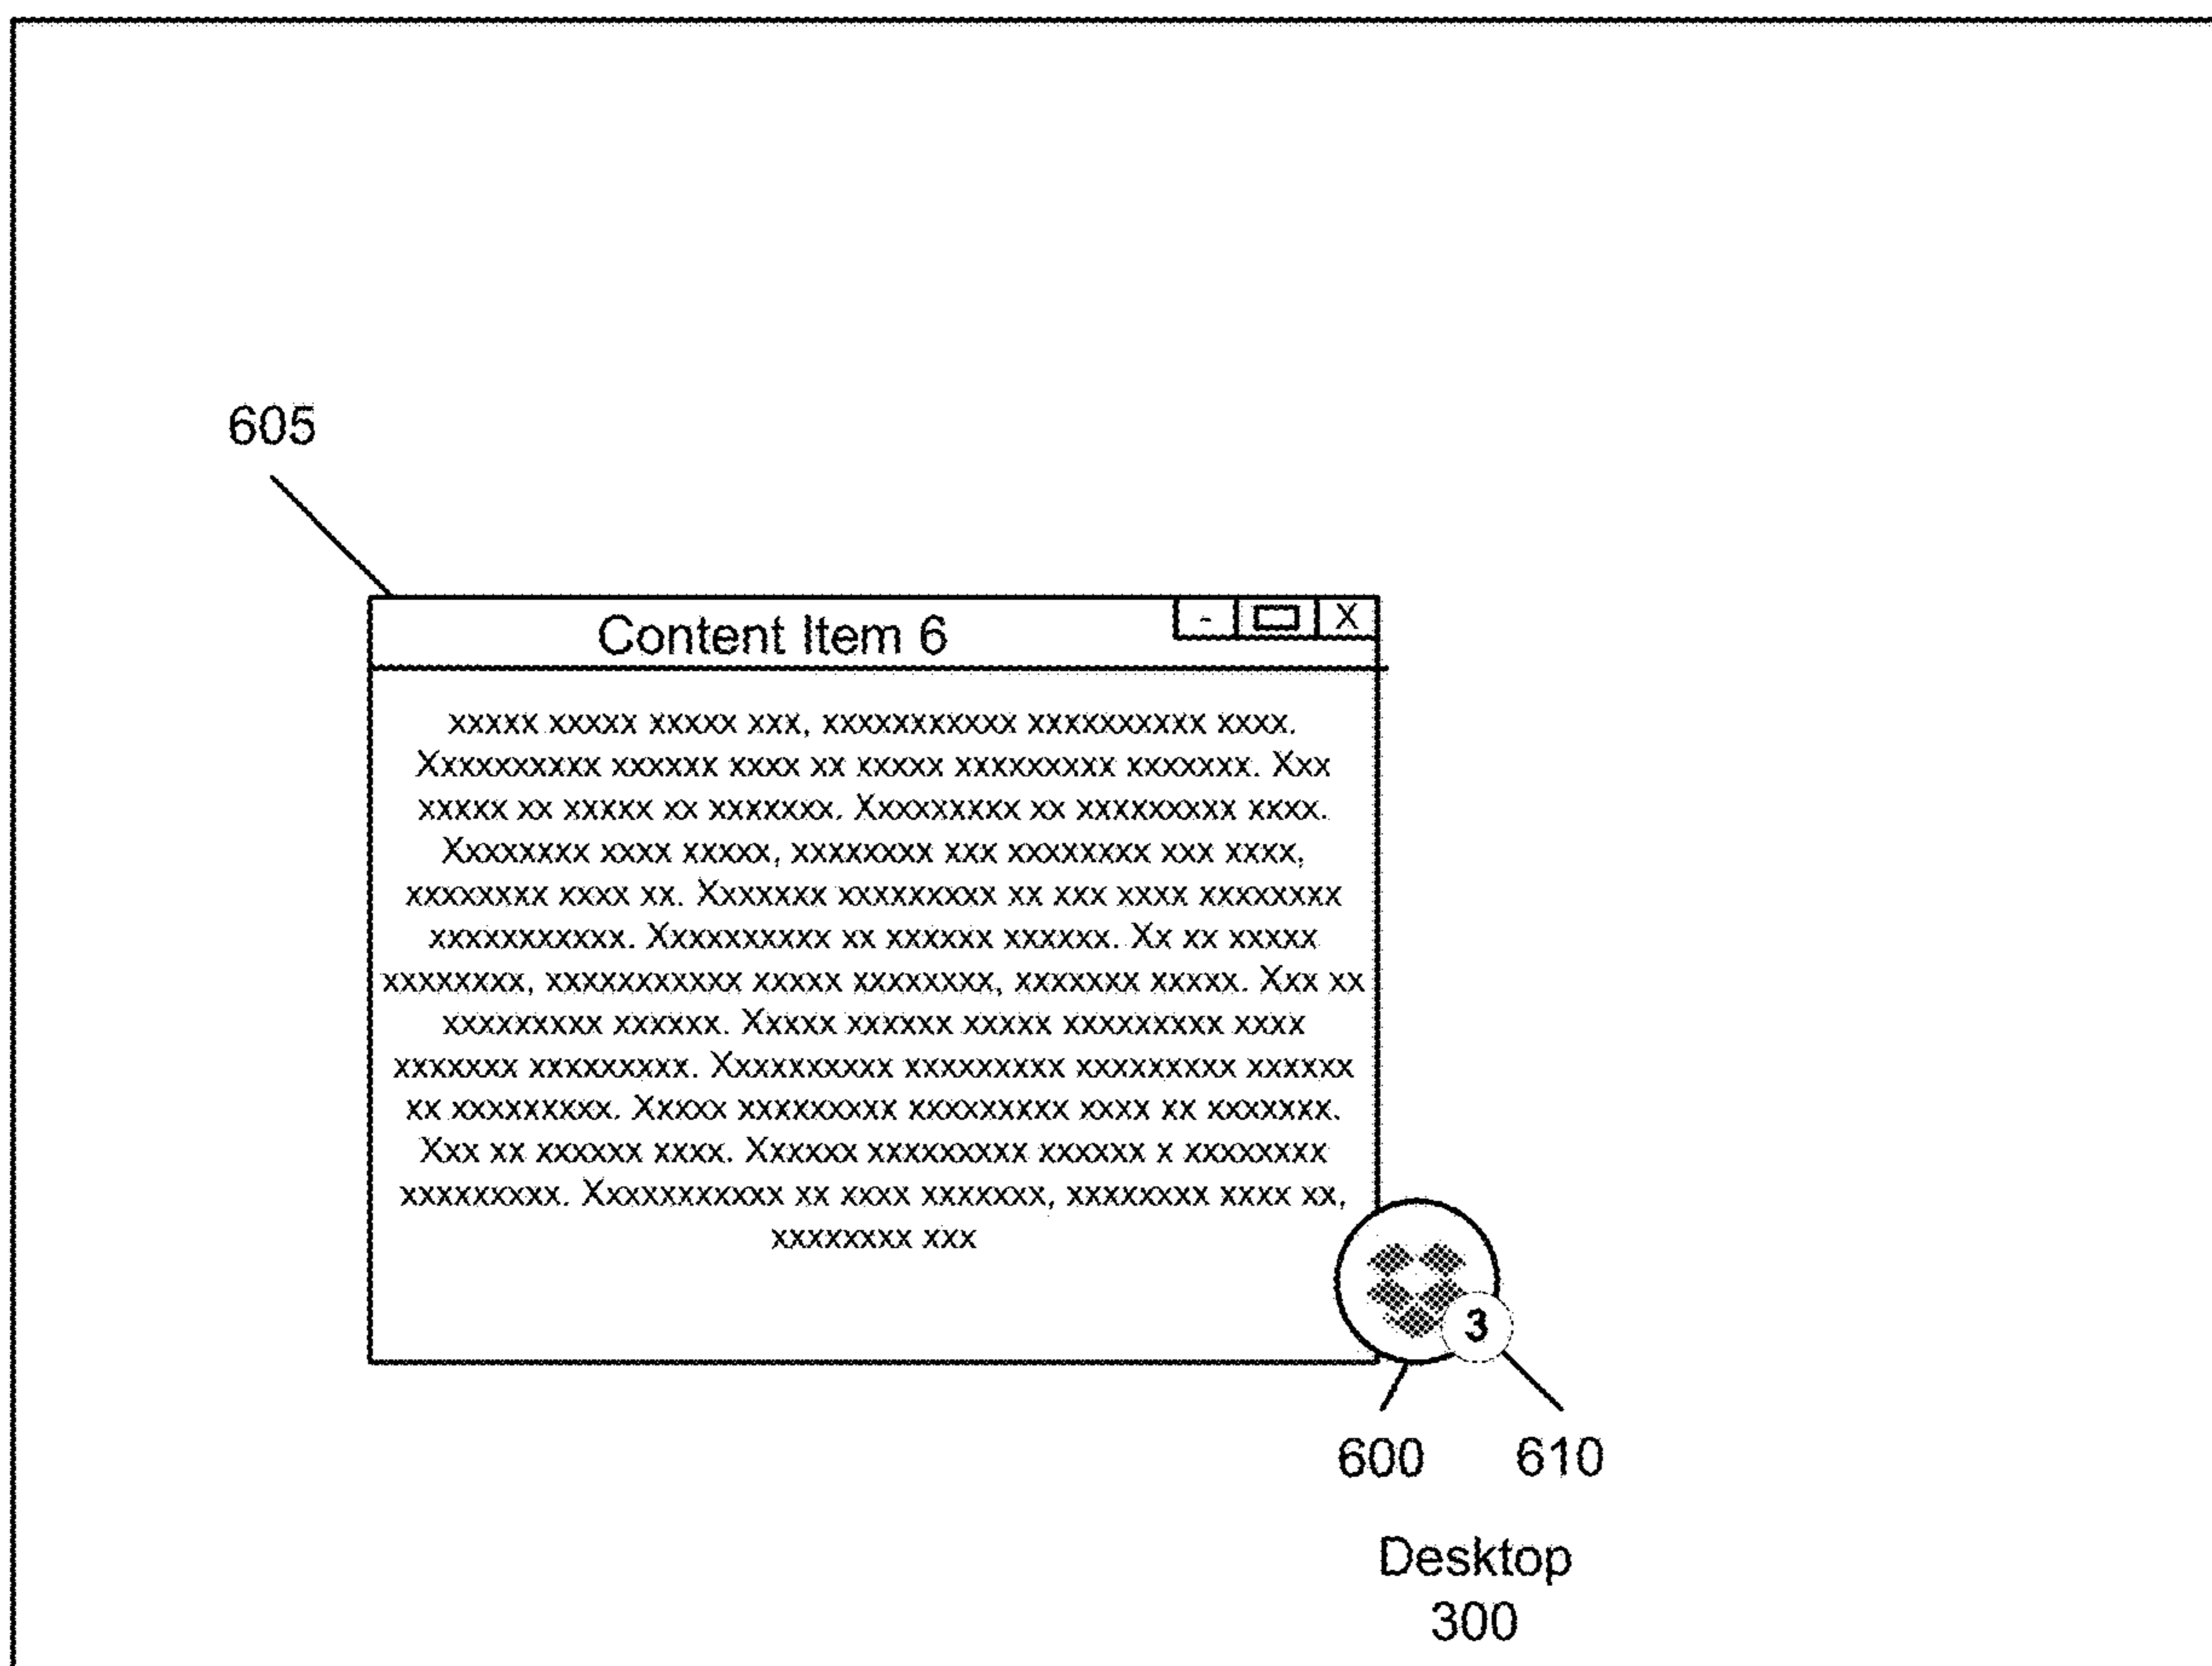 605
Content Item 6
- X
xxxxx xxxxx xxxxx xxx, xxxxxxxxxxx xxxxxxxxxx xxxx.
Xxxxxxxxxx xxxxxx xxxx xx xxxxx xxxxxxxxx xxxxxxx. Xxx
xxxxx xx xxxxx xx xxxxxxx. Xxxxxxxxx xx xxxxxxxxx xxxx.
Xxxxxxxx xxxx xxxxx, xxxxxxxx xxx xxxxxxxx xxx xxxx,
xxxxxxxx xxxx xx. Xxxxxxx xxxxxxxxx xx xxx xxxx xxxxxxxx
xxxxxxxxxxx. Xxxxxxxxxx xx xxxxxx xxxxxx. Xx xx xxxxx
xxxxxxxx, xxxxxxxxxxx xxxxx xxxxxxxx, xxxxxxx xxxxx. Xxx xx
xxxxxxxxx xxxxxx. Xxxxx xxxxxx xxxxx xxxxxxxxx xxxx
xxxxxxx xxxxxxxxx. Xxxxxxxxxx xxxxxxxxx xxxxxxxxx xxxxxx
xx xxxxxxxxx. Xxxxx xxxxxxxxx xxxxxxxxx xxxx xx xxxxxxx.
Xxx xx xxxxxx xxxx. Xxxxxx xxxxxxxxx xxxxxx x xxxxxxxx
xxxxxxxxx. Xxxxxxxxxxx xx xxxx xxxxxxx, xxxxxxxx xxxx xx,
xxxxxxxx xxx
3
600 610
Desktop
300